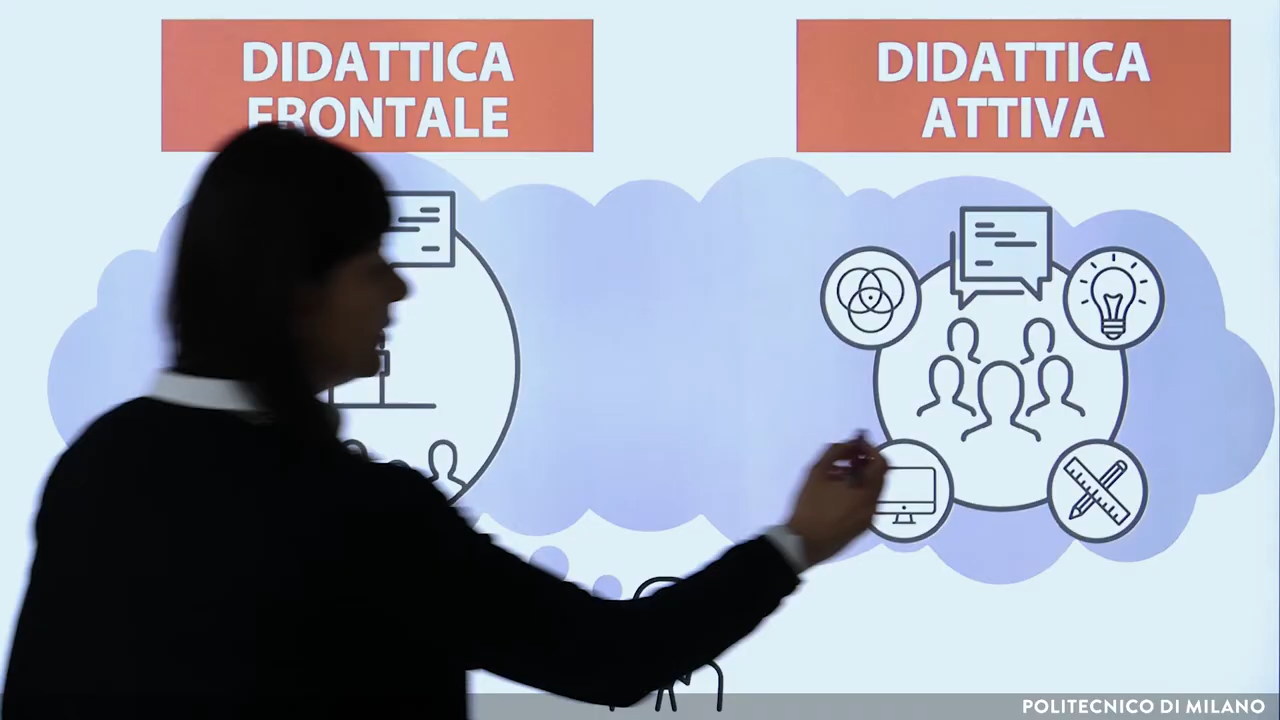 DIDATTICA
FRONTALE
DIDATTICA
ATTIVA
POLITECNICO DI MILANO